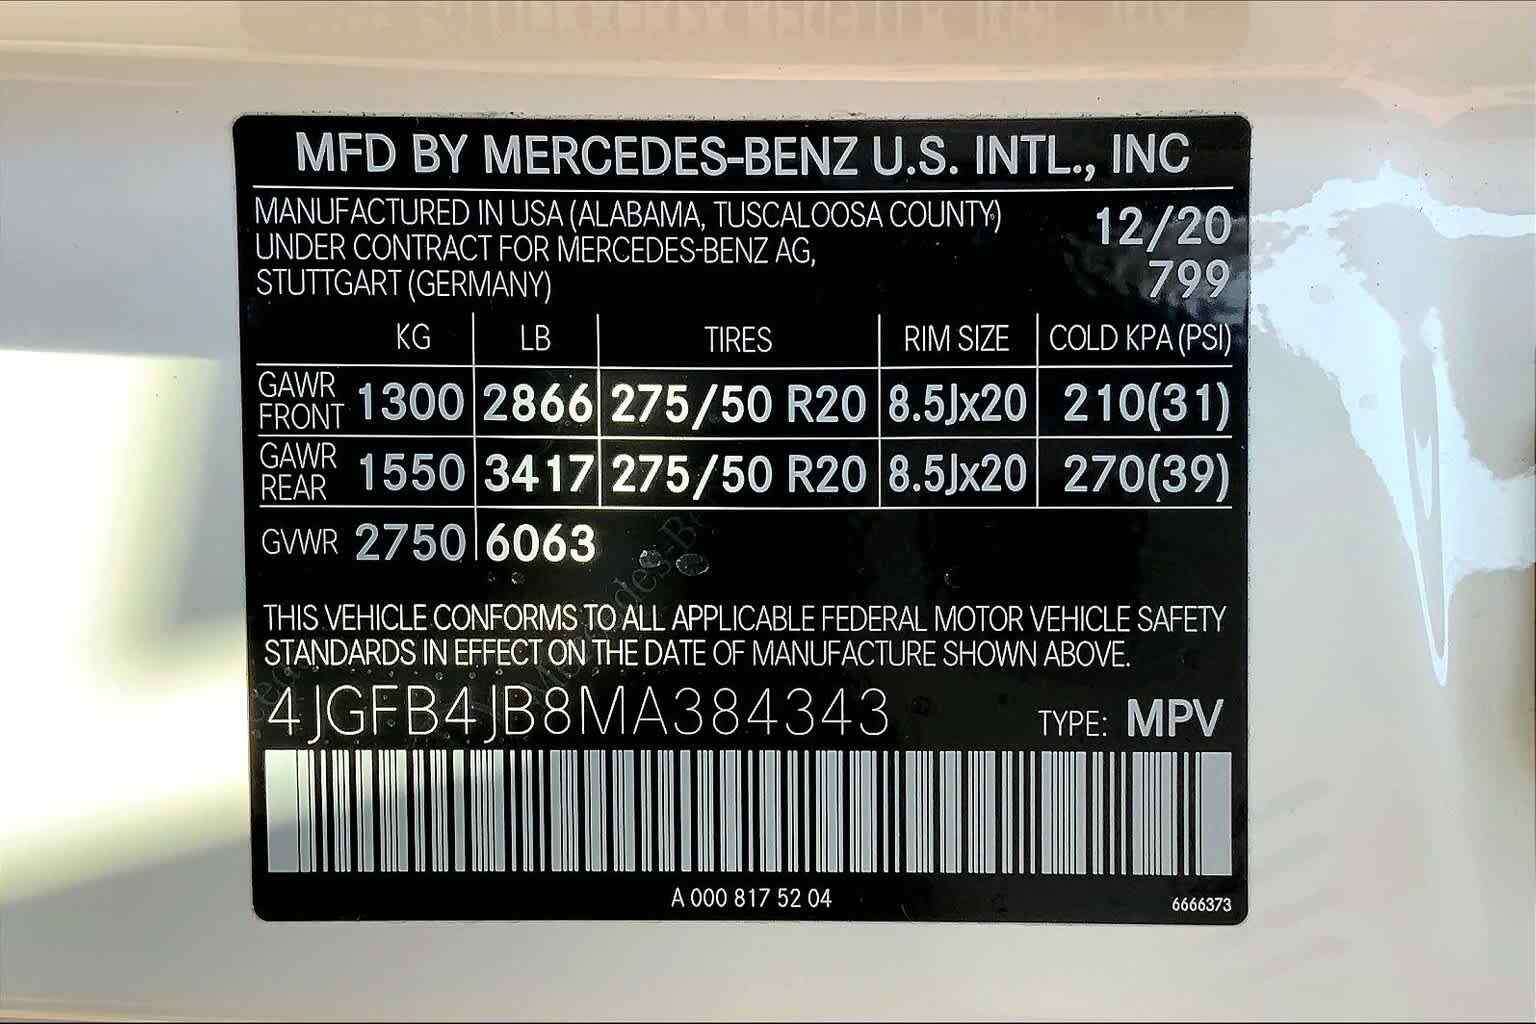 MFD BY MERCEDES-BENZ U.S. INTL., INC
MANUFACTURED IN USA (ALABAMA, TUSCALOOSA COUNTY) 12/20
UNDER CONTRACT FOR MERCEDES-BENZ AG,
STUTTGART (GERMANY) 799
KG LB TIRES RIM SIZE COLD KPA (PSI)
GAWR FRONT 1300 2866 275/50 R20 8.5Jx20 210(31)
GAWR REAR 1550 3417 275/50 R20 8.5Jx20 270(39)
GVWR 2750 6063
THIS VEHICLE CONFORMS TO ALL APPLICABLE FEDERAL MOTOR VEHICLE SAFETY
STANDARDS IN EFFECT ON THE DATE OF MANUFACTURE SHOWN ABOVE.
4JGFB4JB8MA384343 TYPE: MPV
A 000 817 52 04 6666373